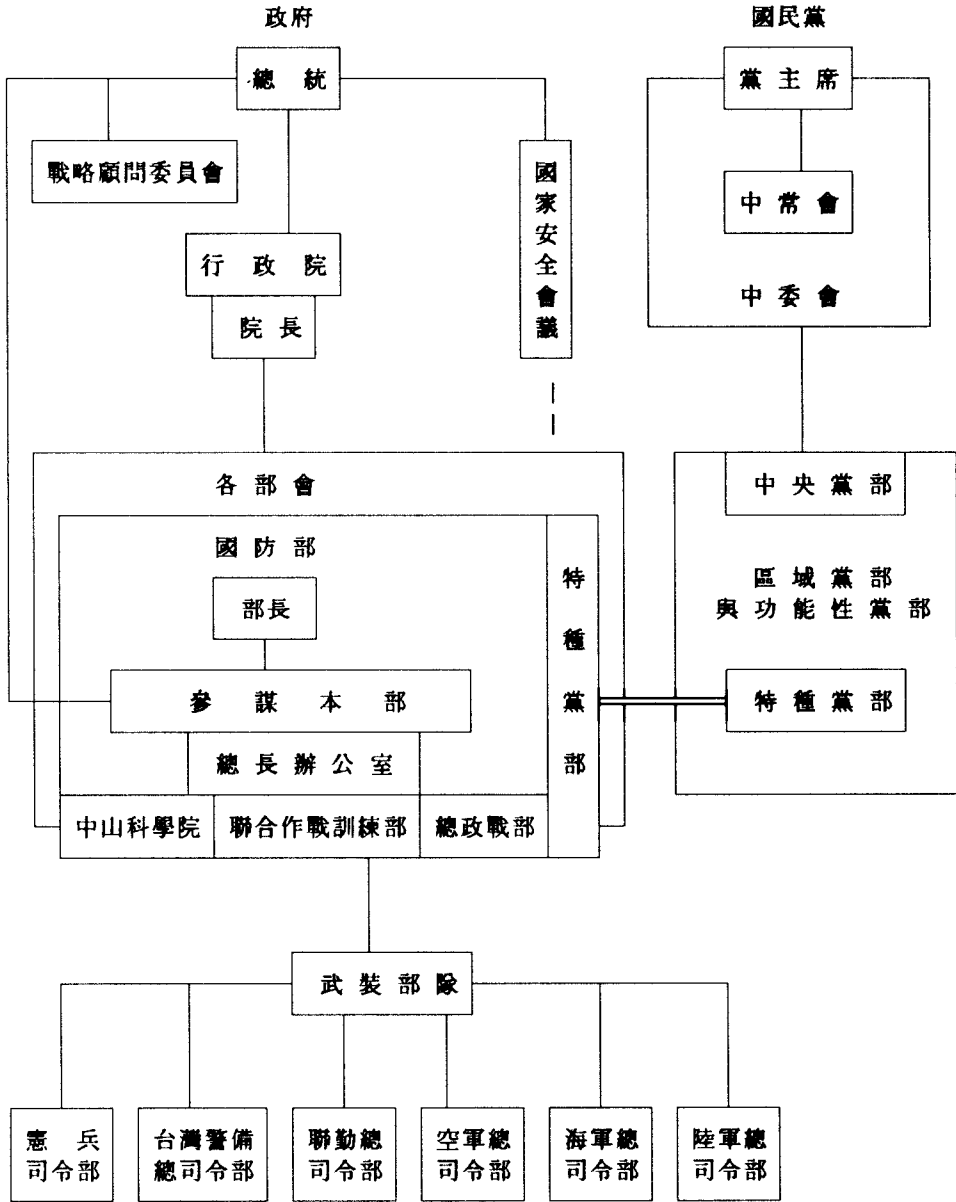 政府
國民黨
總統
黨主席
戰略顧問委員會
國家安全會議
中常會
行政院
院長
中委會
各部會
中央黨部
國防部
特種黨部
區域黨部
與功能性黨部
部長
參謀本部
特種黨部
總長辦公室
中山科學院
聯合作戰訓練部
總政戰部
武裝部隊
憲兵
司令部
台灣警備
總司令部
聯勤總
司令部
空軍總
司令部
海軍總
司令部
陸軍總
司令部